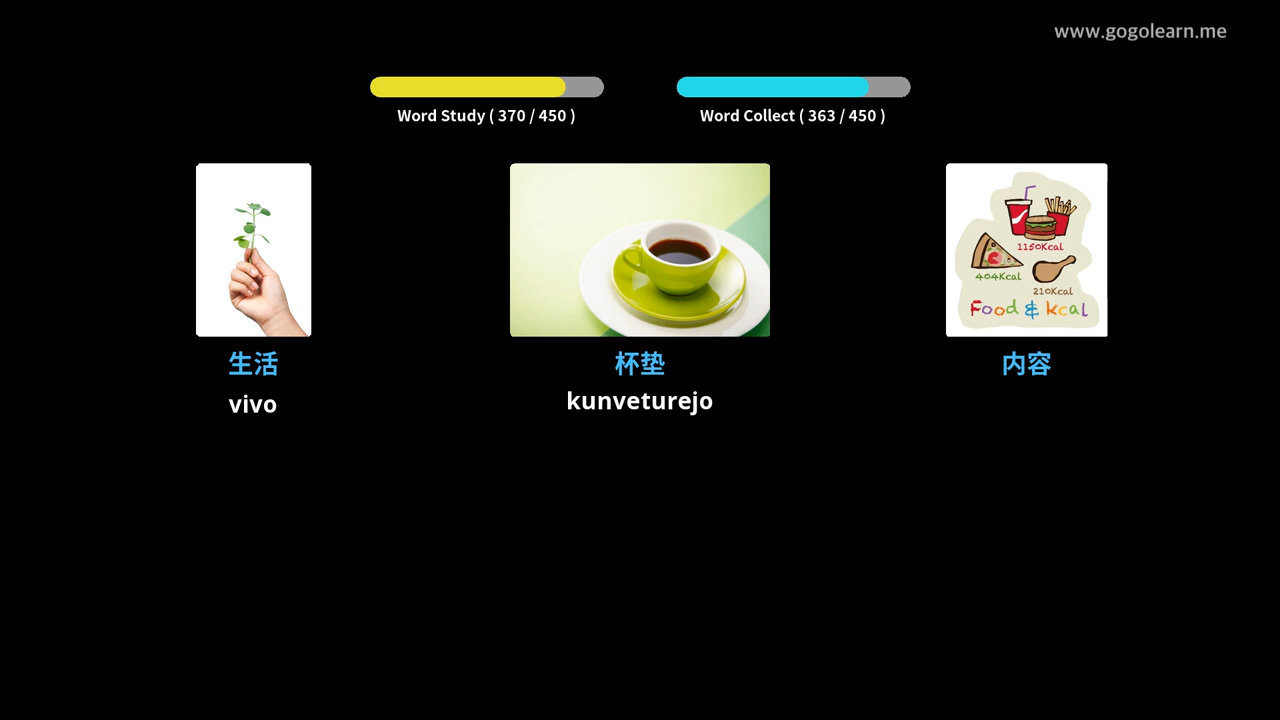 www.gogolearn.me
Word Study ( 370 / 450 )
Word Collect ( 363 / 450 )
1150Kcal
404Kcal
210Kcal
Food & kcal
生活
杯垫
内容
vivo
kunveturejo